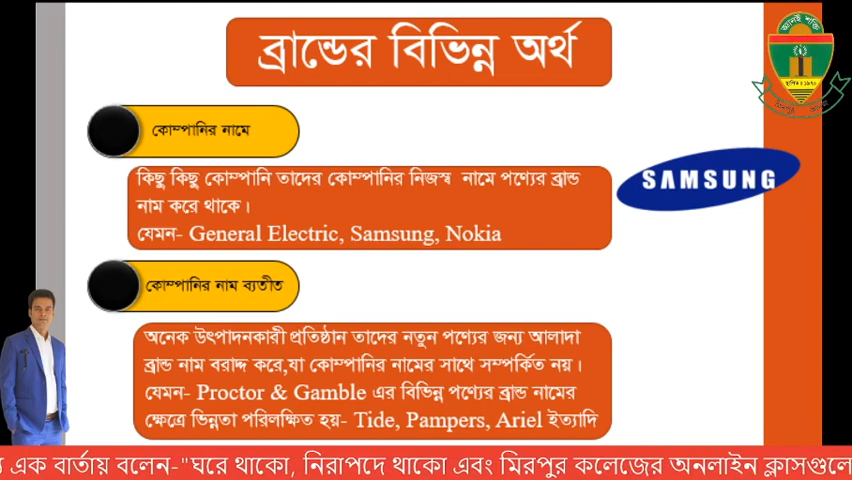 ব্রান্ডের বিভিন্ন অর্থ
জ্ঞানই শক্তি
কোম্পানির নামে
কিছু কিছু কোম্পানি তাদের কোম্পানির নিজস্ব নামে পণ্যের ব্রান্ড
নাম করে থাকে।
যেমন- General Electric, Samsung, Nokia
SAMSUNG
কোম্পানির নাম ব্যতীত
অনেক উৎপাদনকারী প্রতিষ্ঠান তাদের নতুন পণ্যের জন্য আলাদা
ব্রান্ড নাম বরাদ্দ করে,যা কোম্পানির নামের সাথে সম্পর্কিত নয়।
যেমন- Proctor & Gamble এর বিভিন্ন পণ্যের ব্রান্ড নামের
ক্ষেত্রে ভিন্নতা পরিলক্ষিত হয়- Tide, Pampers, Ariel ইত্যাদি
এক বার্তায় বলেন-"ঘরে থাকো, নিরাপদে থাকো এবং মিরপুর কলেজের অনলাইন ক্লাসগুলো